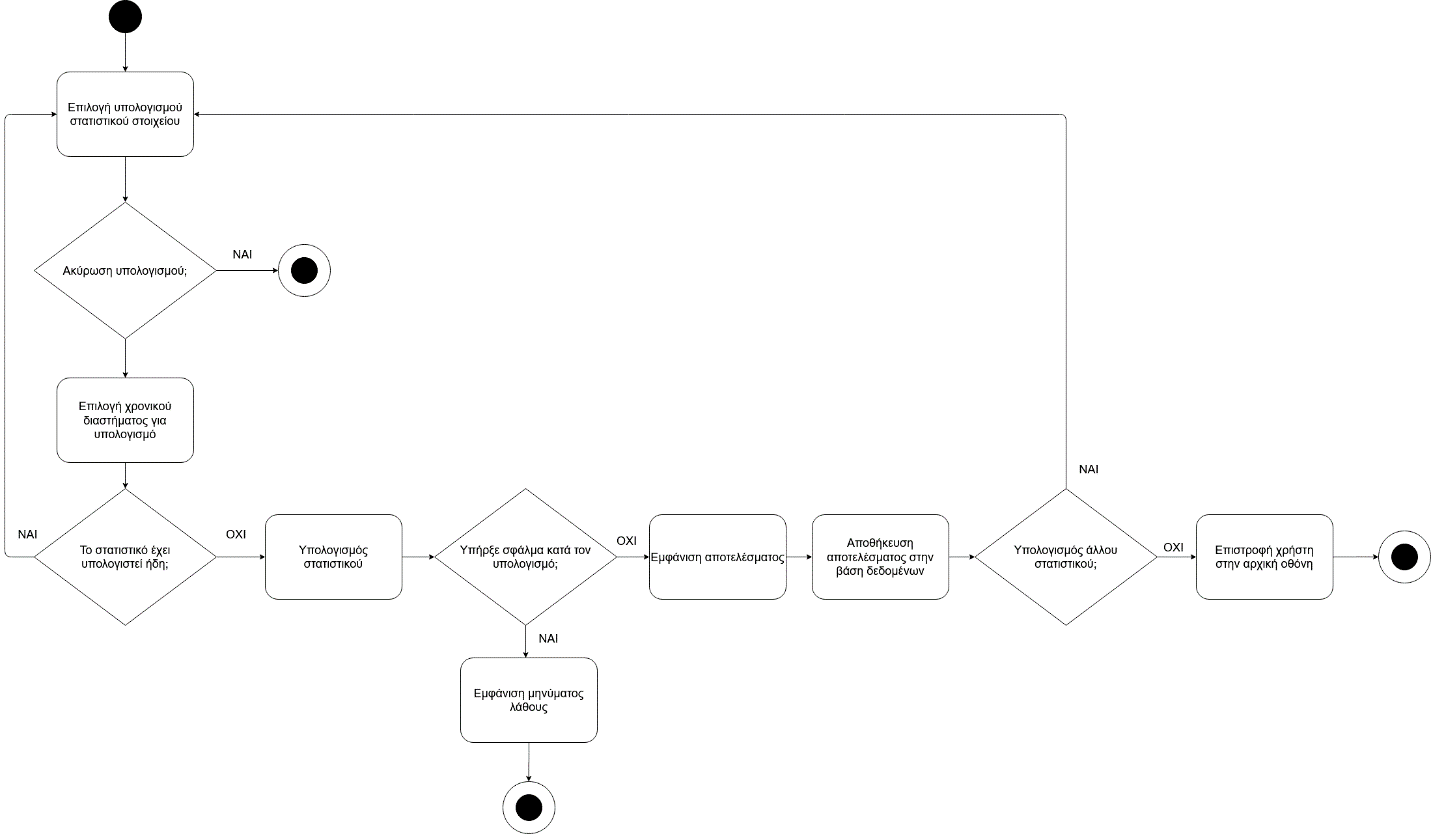 Επιλογή υπολογισμού
στατιστικού στοιχείου
Ακύρωση υπολογισμού;
ΝΑΙ
Επιλογή χρονικού
διαστήματος για
υπολογισμό
Το στατιστικό έχει
υπολογιστεί ήδη;
ΝΑΙ
ΟΧΙ
Υπολογισμός
στατιστικού
Υπήρξε σφάλμα κατά τον
υπολογισμό;
ΟΧΙ
ΝΑΙ
Εμφάνιση μηνύματος
λάθους
Εμφάνιση αποτελέσματος
Αποθήκευση
αποτελέσματος στην
βάση δεδομένων
Υπολογισμός άλλου
στατιστικού;
ΝΑΙ
ΟΧΙ
Επιστροφή χρήστη
στην αρχική οθόνη